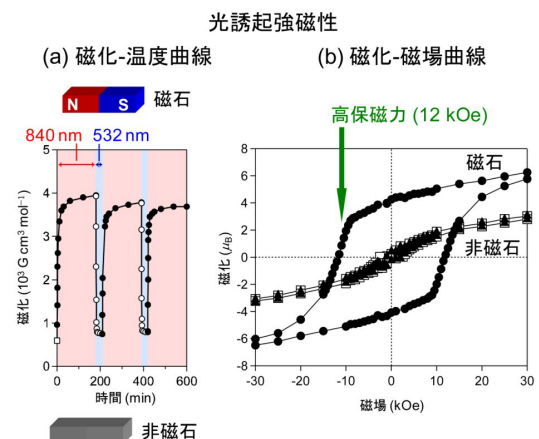 光誘起強磁性
(a) 磁化-温度曲線
(b) 磁化-磁場曲線
N S 磁石
840 nm 532 nm
磁化 (10³ G cm³ mol⁻¹)
5
4
3
2
1
0
0 200 400 600
時間 (min)
非磁石
高保磁力 (12 kOe)
磁化 (μB)
8
6
4
2
0
-2
-4
-6
-8
磁石
非磁石
-30 -20 -10 0 10 20 30
磁場 (kOe)